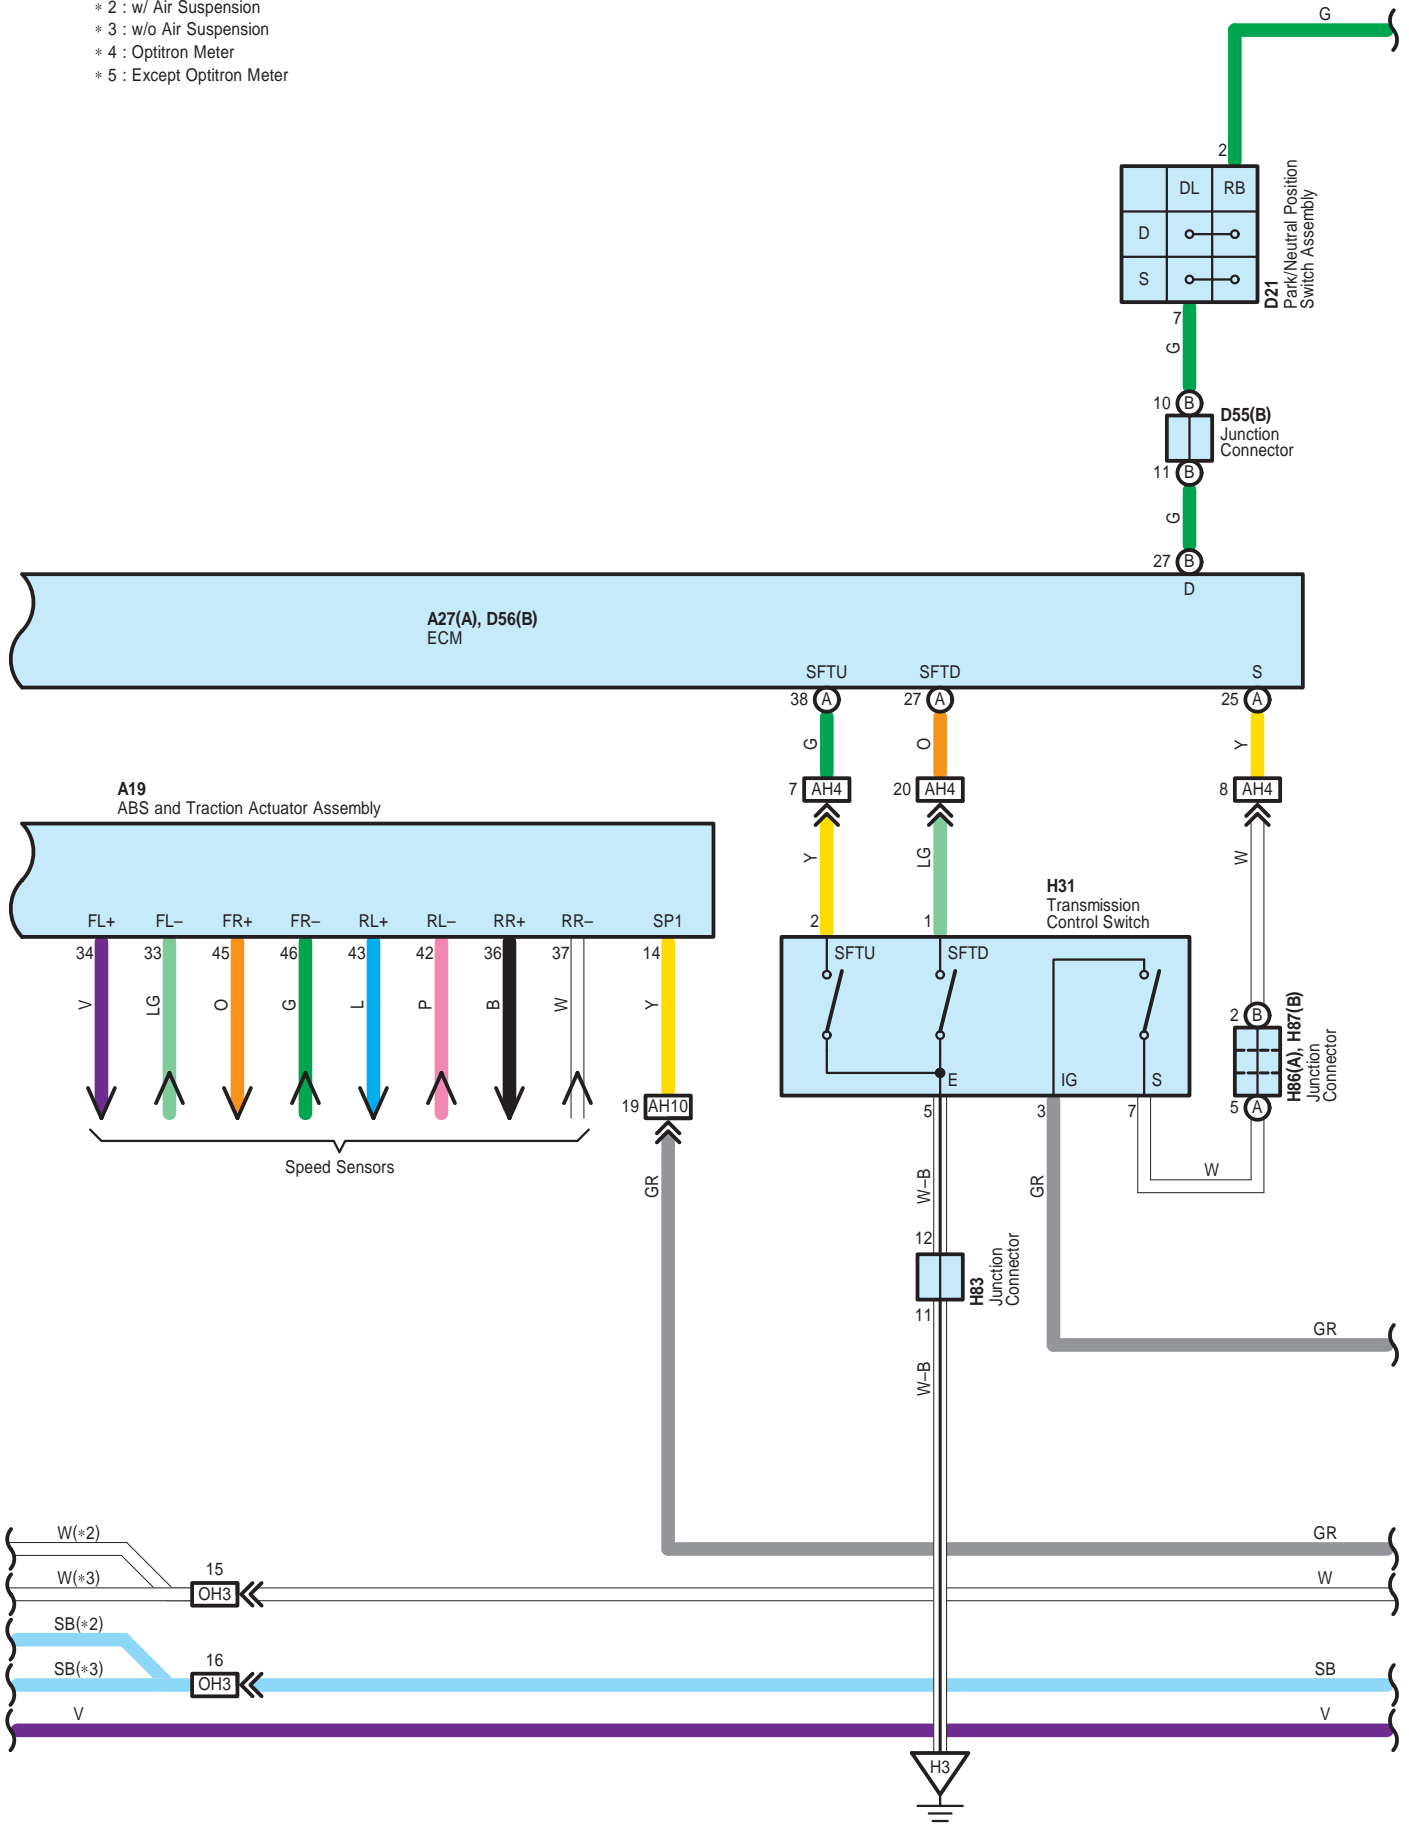 ∗ 2 : w/ Air Suspension
∗ 3 : w/o Air Suspension
∗ 4 : Optitron Meter
∗ 5 : Except Optitron Meter
G
2
DL RB
D
S
D21
Park/Neutral Position
Switch Assembly
7
G
10 B
D55(B)
Junction
Connector
11 B
G
27 B
D
A27(A), D56(B)
ECM
SFTU SFTD S
38 A 27 A 25 A
G O Y
7 AH4 20 AH4 8 AH4
Y LG W
A19
ABS and Traction Actuator Assembly
FL+ FL− FR+ FR− RL+ RL− RR+ RR− SP1
34 33 45 46 43 42 36 37 14
V LG O G L P B W Y
Speed Sensors
19 AH10
GR
H31
Transmission
Control Switch
2 1
SFTU SFTD
E IG S
5 3 7
2 B
H86(A), H87(B)
Junction
Connector
5 A
W
W−B GR
12
H83
Junction
Connector
11
W−B
GR
W(∗2)
GR
W(∗3)
15
OH3
W
SB(∗2)
SB(∗3)
16
OH3
SB
V V
H3